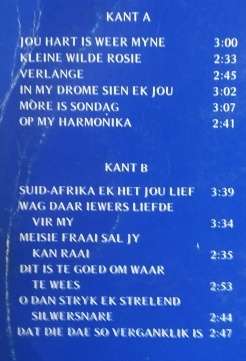 KANT A
JOU HART IS WEER MYNE 3:00
KLEINE WILDE ROSIE 2:33
VERLANGE 2:45
IN MY DROME SIEN EK JOU 3:02
MÔRE IS SONDAG 3:07
OP MY HARMONIKA 2:41
KANT B
SUID-AFRIKA EK HET JOU LIEF 3:39
WAG DAAR IEWERS LIEFDE
VIR MY 3:34
MEISIE FRAAI SAL JY
KAN RAAI 2:35
DIT IS TE GOED OM WAAR
TE WEES 2:53
O DAN STRYK EK STRELEND
SILWERSNARE 2:44
DAT DIE DAE SO VERGANKLIK IS 2:47